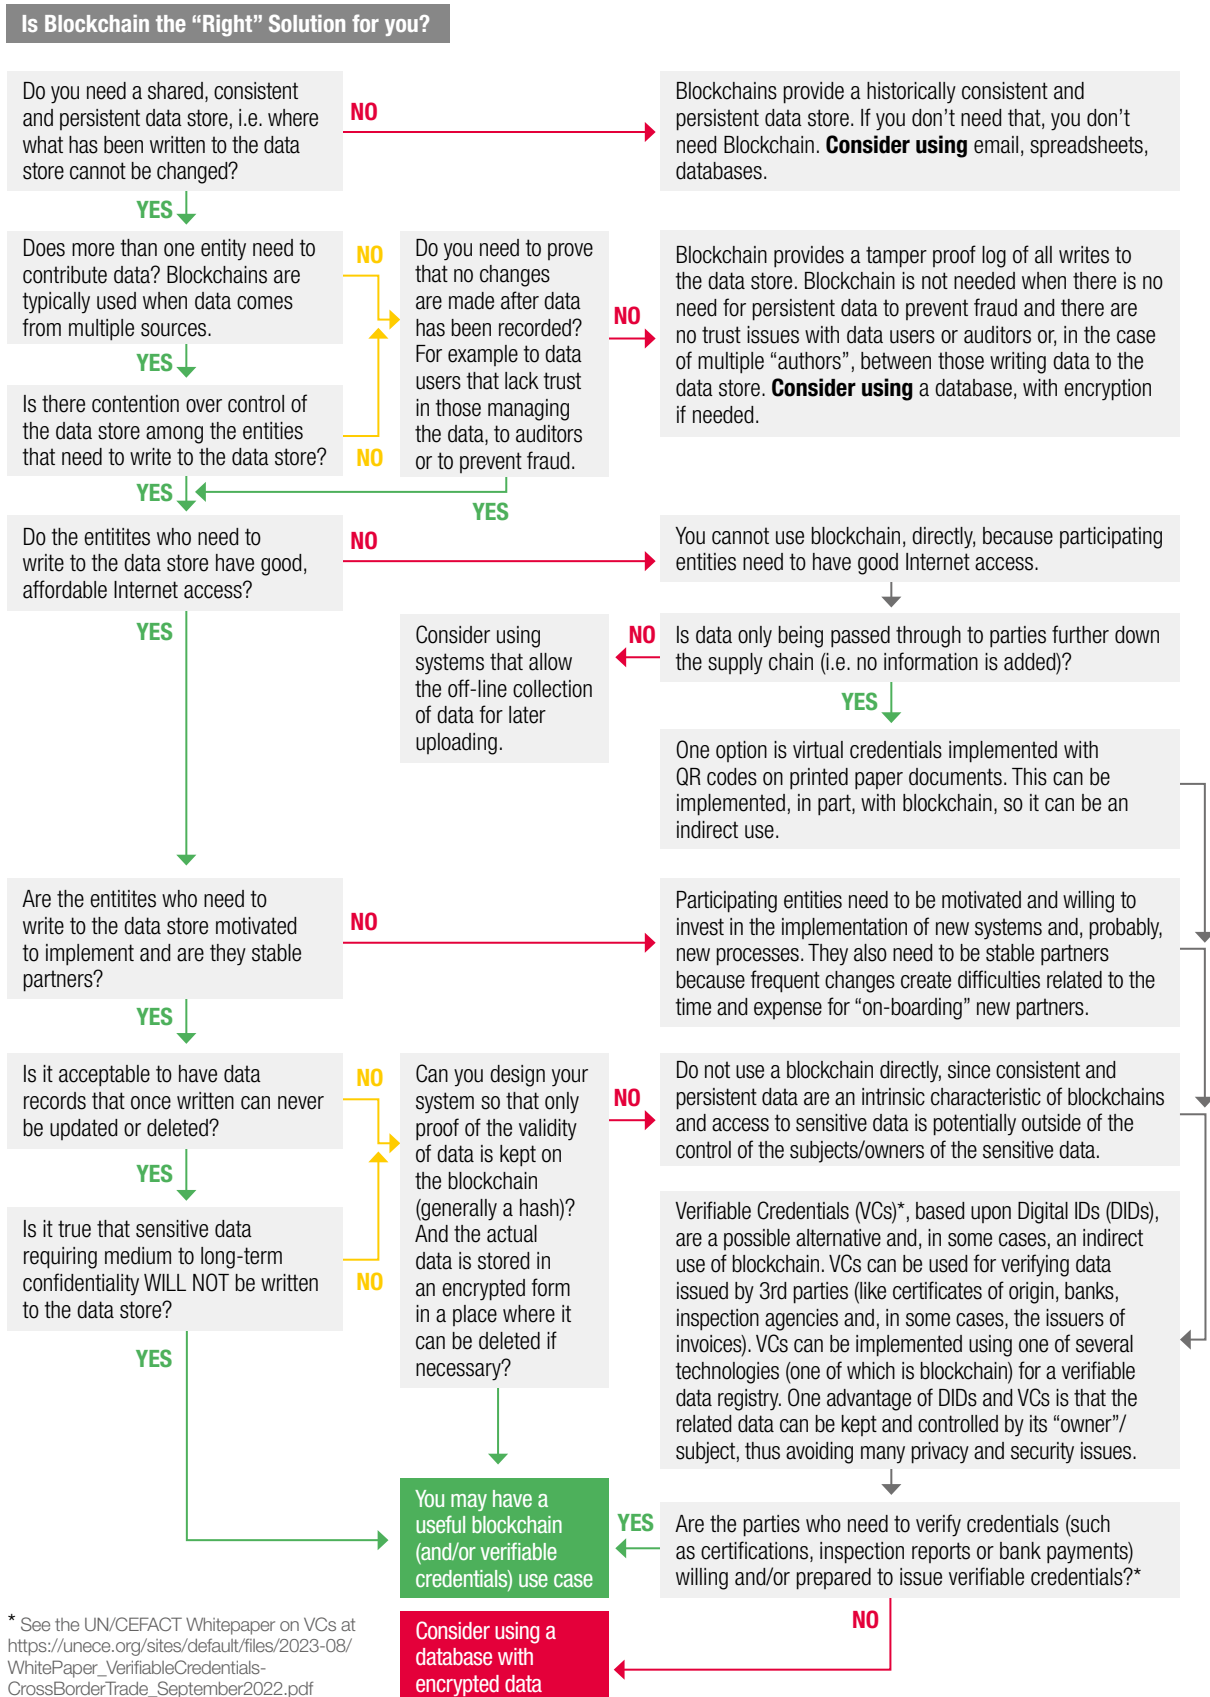 Is Blockchain the “Right” Solution for you?
Do you need a shared, consistent
and persistent data store, i.e. where
what has been written to the data
store cannot be changed?
NO
Blockchains provide a historically consistent and
persistent data store. If you don’t need that, you don’t
need Blockchain. Consider using email, spreadsheets,
databases.
YES
Does more than one entity need to
contribute data? Blockchains are
typically used when data comes
from multiple sources.
NO
Do you need to prove
that no changes
are made after data
has been recorded?
For example to data
users that lack trust
in those managing
the data, to auditors
or to prevent fraud.
NO
Blockchain provides a tamper proof log of all writes to
the data store. Blockchain is not needed when there is no
need for persistent data to prevent fraud and there are
no trust issues with data users or auditors or, in the case
of multiple “authors”, between those writing data to the
data store. Consider using a database, with encryption
if needed.
YES
Is there contention over control of
the data store among the entities
that need to write to the data store?
NO
YES
YES
Do the entitites who need to
write to the data store have good,
affordable Internet access?
NO
You cannot use blockchain, directly, because participating
entities need to have good Internet access.
YES
Consider using
systems that allow
the off-line collection
of data for later
uploading.
NO
Is data only being passed through to parties further down
the supply chain (i.e. no information is added)?
YES
One option is virtual credentials implemented with
QR codes on printed paper documents. This can be
implemented, in part, with blockchain, so it can be an
indirect use.
Are the entitites who need to
write to the data store motivated
to implement and are they stable
partners?
NO
Participating entities need to be motivated and willing to
invest in the implementation of new systems and, probably,
new processes. They also need to be stable partners
because frequent changes create difficulties related to the
time and expense for “on-boarding” new partners.
YES
Is it acceptable to have data
records that once written can never
be updated or deleted?
NO
Can you design your
system so that only
proof of the validity
of data is kept on
the blockchain
(generally a hash)?
And the actual
data is stored in
an encrypted form
in a place where it
can be deleted if
necessary?
NO
Do not use a blockchain directly, since consistent and
persistent data are an intrinsic characteristic of blockchains
and access to sensitive data is potentially outside of the
control of the subjects/owners of the sensitive data.
YES
Is it true that sensitive data
requiring medium to long-term
confidentiality WILL NOT be written
to the data store?
NO
YES
Verifiable Credentials (VCs)*, based upon Digital IDs (DIDs),
are a possible alternative and, in some cases, an indirect
use of blockchain. VCs can be used for verifying data
issued by 3rd parties (like certificates of origin, banks,
inspection agencies and, in some cases, the issuers of
invoices). VCs can be implemented using one of several
technologies (one of which is blockchain) for a verifiable
data registry. One advantage of DIDs and VCs is that the
related data can be kept and controlled by its “owner”/
subject, thus avoiding many privacy and security issues.
You may have a
useful blockchain
(and/or verifiable
credentials) use case
YES
Are the parties who need to verify credentials (such
as certifications, inspection reports or bank payments)
willing and/or prepared to issue verifiable credentials?*
NO
Consider using a
database with
encrypted data
* See the UN/CEFACT Whitepaper on VCs at
https://unece.org/sites/default/files/2023-08/
WhitePaper_VerifiableCredentials-
CrossBorderTrade_September2022.pdf